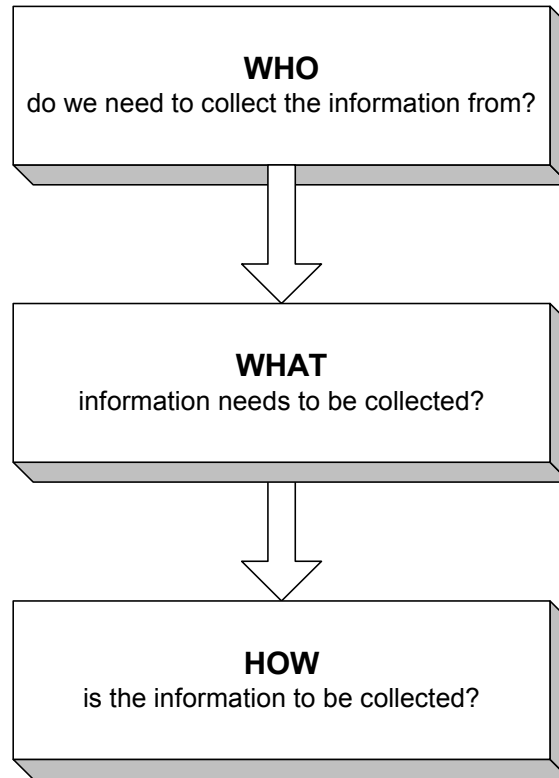 WHO
do we need to collect the information from?
WHAT
information needs to be collected?
HOW
is the information to be collected?